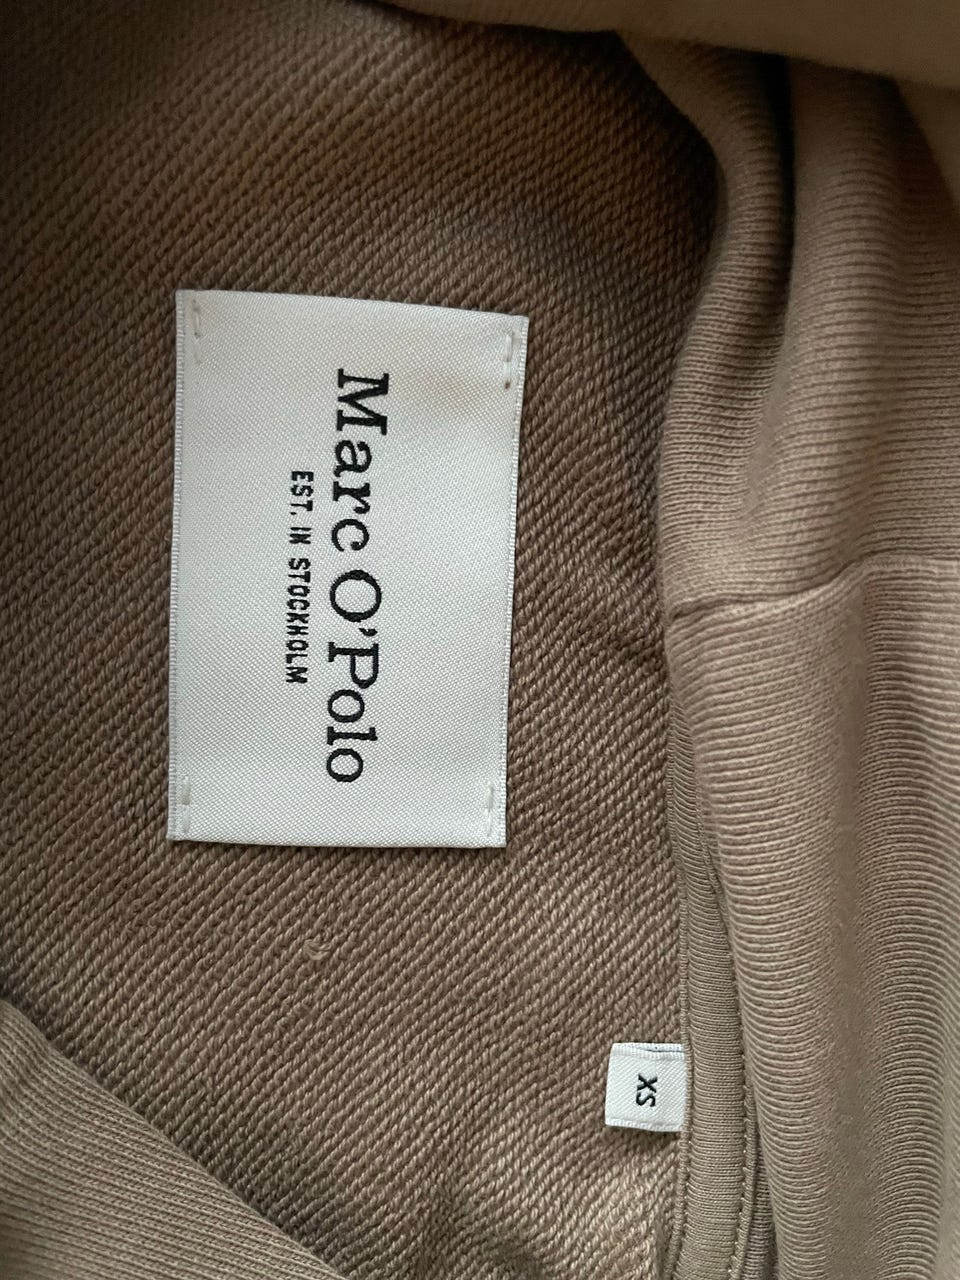 Marc O'Polo
EST. IN STOCKHOLM
XS